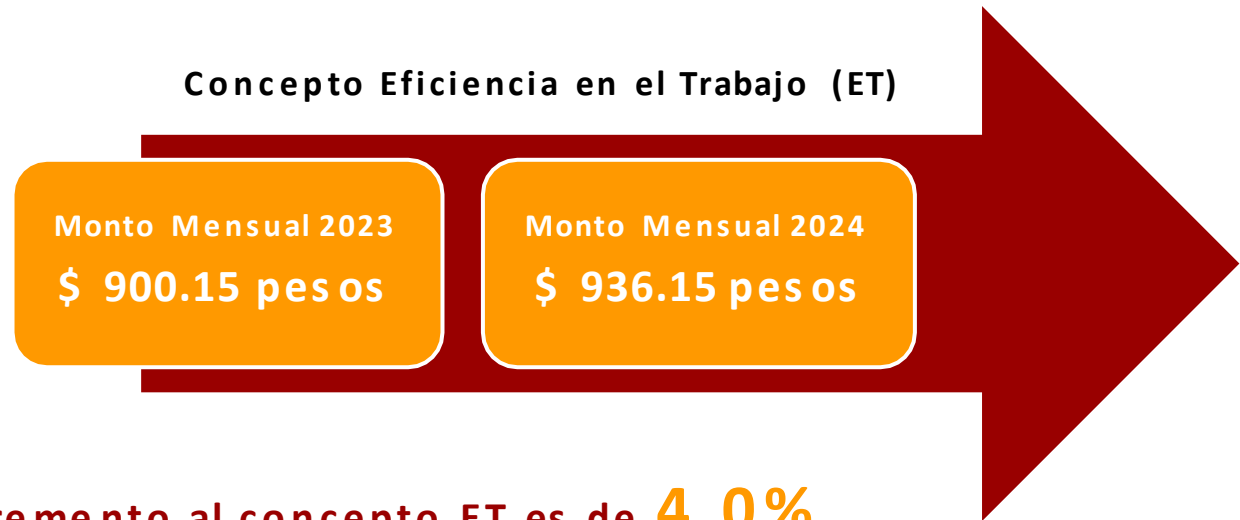 Concepto Eficiencia en el Trabajo (ET)
Monto Mensual 2023
$ 900.15 pesos
Monto Mensual 2024
$ 936.15 pesos
al concepto ET es de 4.0%